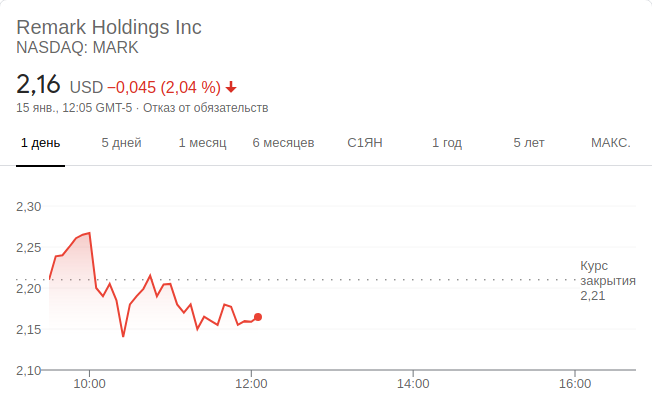 Remark Holdings Inc
NASDAQ: MARK
2,16 USD −0,045 (2,04 %)
15 янв., 12:05 GMT-5 · Отказ от обязательств
1 день 5 дней 1 месяц 6 месяцев С1ЯН 1 год 5 лет МАКС.
2,30
2,25
Курс
закрытия
2,21
2,20
2,15
2,10
10:00 12:00 14:00 16:00